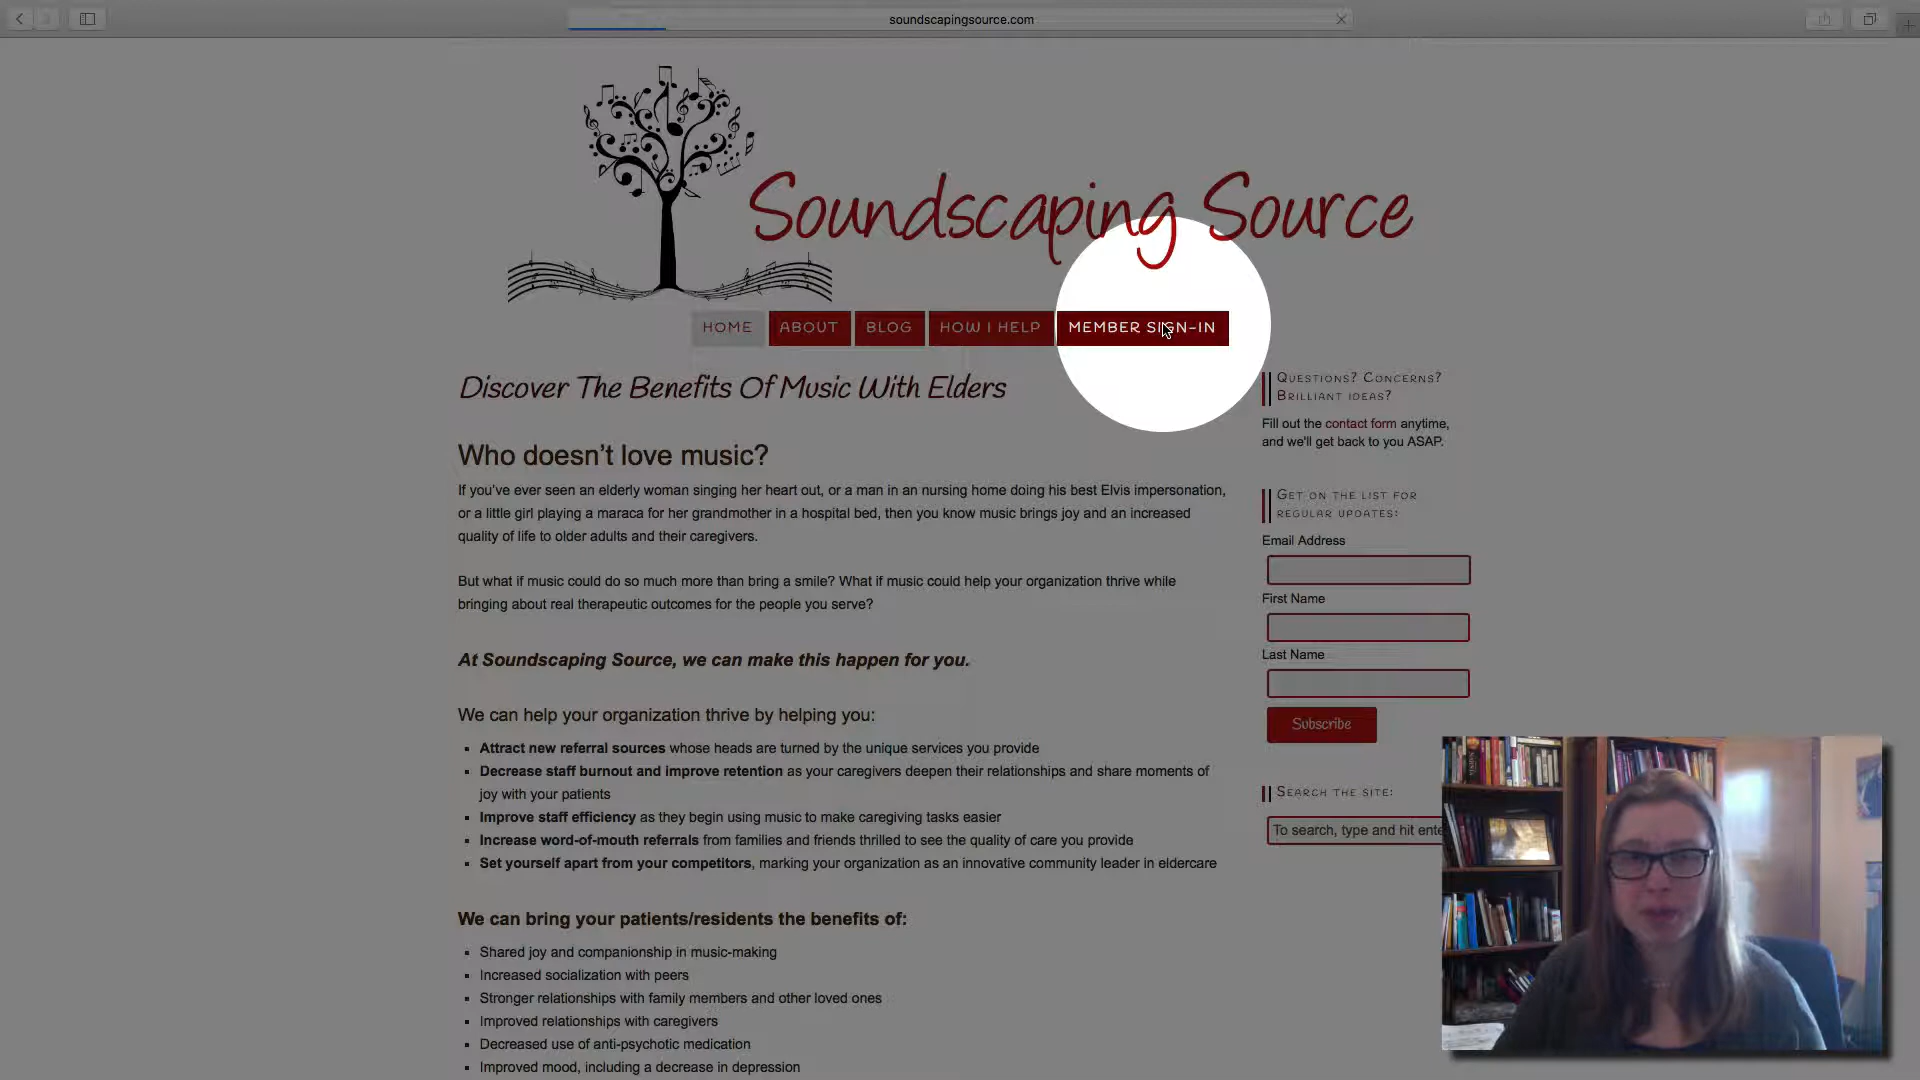 soundscapingsource.com
Soundscaping Source
HOME
ABOUT
BLOG
HOW I HELP
MEMBER SIGN-IN
Discover The Benefits Of Music With Elders
Who doesn’t love music?
If you’ve ever seen an elderly woman singing her heart out, or a man in an nursing home doing his best Elvis impersonation,
or a little girl playing a maraca for her grandmother in a hospital bed, then you know music brings joy and an increased
quality of life to older adults and their caregivers.
But what if music could do so much more than bring a smile? What if music could help your organization thrive while
bringing about real therapeutic outcomes for the people you serve?
At Soundscaping Source, we can make this happen for you.
We can help your organization thrive by helping you:
Attract new referral sources whose heads are turned by the unique services you provide
Decrease staff burnout and improve retention as your caregivers deepen their relationships and share moments of
joy with your patients
Improve staff efficiency as they begin using music to make caregiving tasks easier
Increase word-of-mouth referrals from families and friends thrilled to see the quality of care you provide
Set yourself apart from your competitors, marking your organization as an innovative community leader in eldercare
We can bring your patients/residents the benefits of:
Shared joy and companionship in music-making
Increased socialization with peers
Stronger relationships with family members and other loved ones
Improved relationships with caregivers
Decreased use of anti-psychotic medication
Improved mood, including a decrease in depression
Questions? Concerns?
Brilliant ideas?
Fill out the contact form anytime,
and we'll get back to you ASAP.
Get on the list for
regular updates:
Email Address
First Name
Last Name
Subscribe
Search the site:
To search, type and hit ente